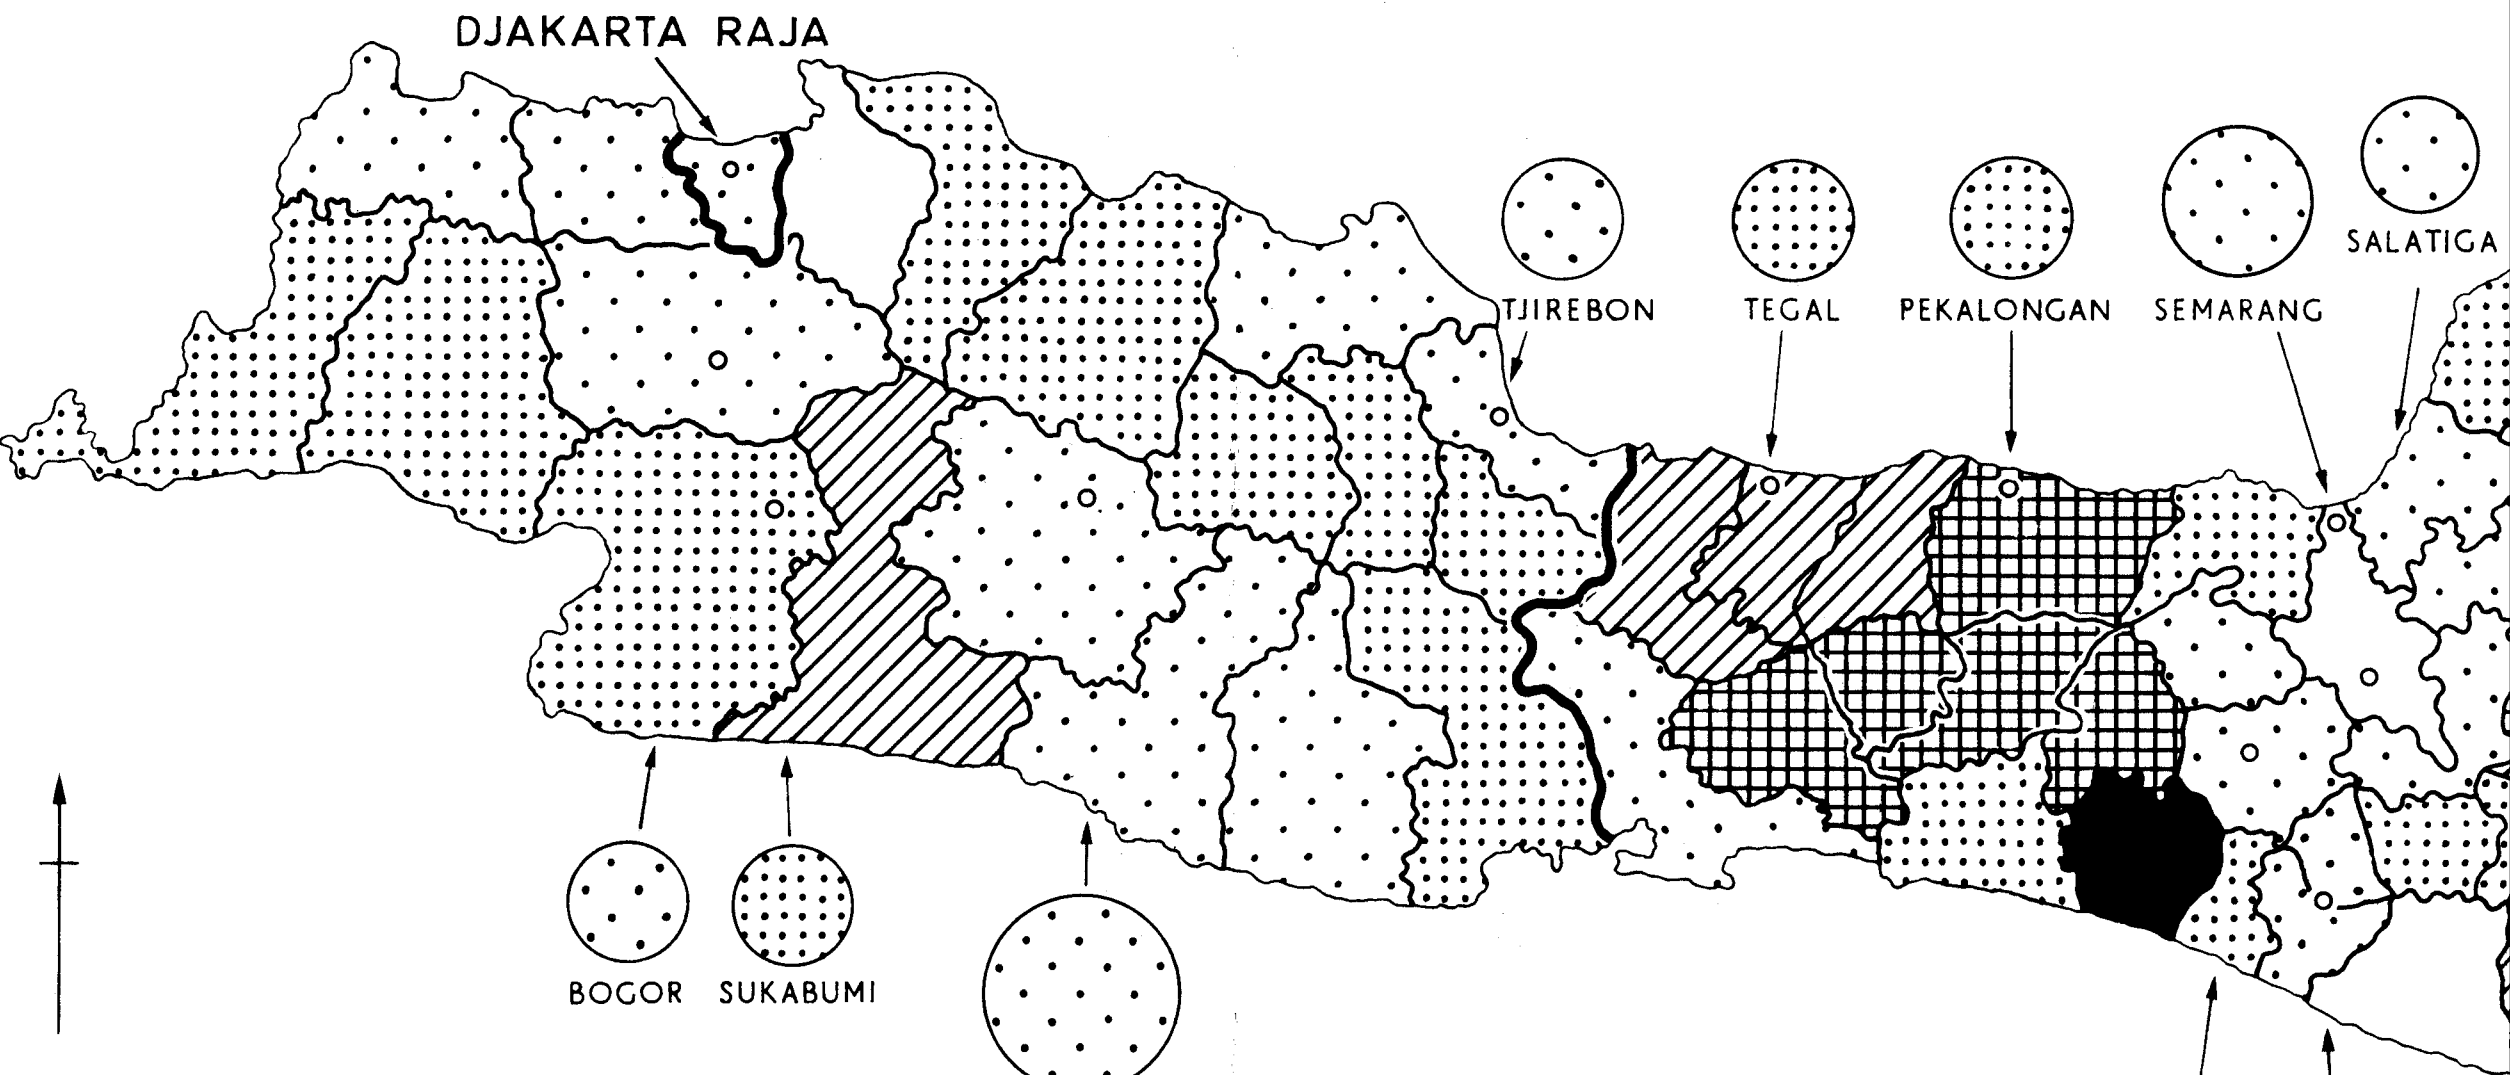 DJAKARTA RAJA
SALATIGA
TJIREBON
TEGAL
PEKALONGAN
SEMARANG
BOGOR
SUKABUMI